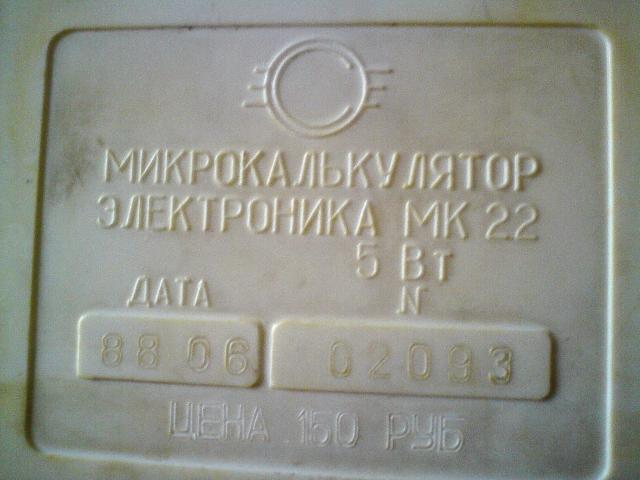 МИКРОКАЛЬКУЛЯТОР
ЭЛЕКТРОНИКА МК 22
5 Вт
ДАТА N
88 06 02093
ЦЕНА 150 РУБ